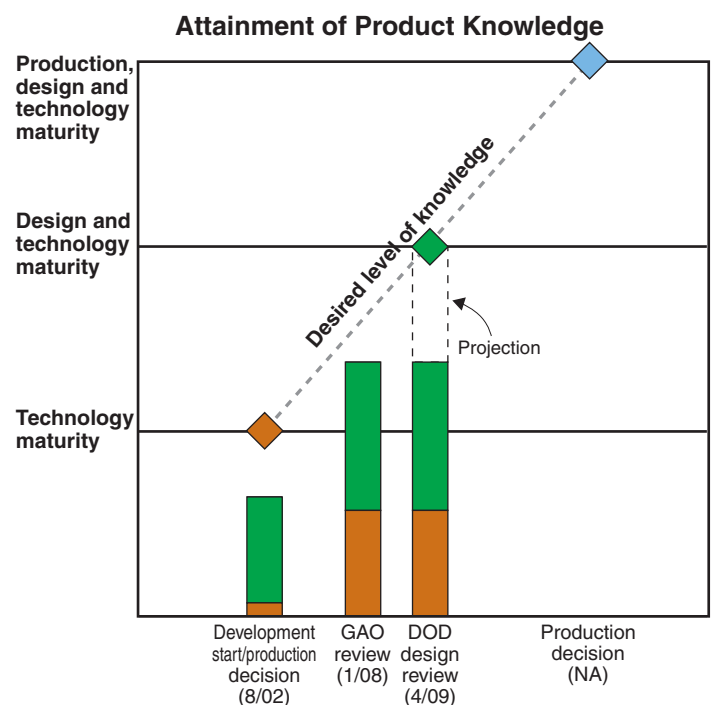 Attainment of Product Knowledge
Production,
design and
technology
maturity
Design and
technology
maturity
Technology
maturity
Desired level of knowledge
Projection
Development
start/production
decision
(8/02)
GAO
review
(1/08)
DOD
design
review
(4/09)
Production
decision
(NA)